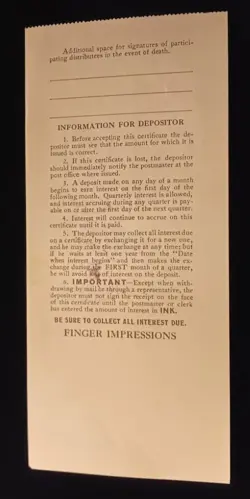 Additional space for signatures of partici-
pating distributees in the event of death.
INFORMATION FOR DEPOSITOR
1. Before accepting this certificate the de-
positor must see that the amount for which it is
issued is correct.
2. If this certificate is lost, the depositor
should immediately notify the postmaster at the
post office where issued.
3. A deposit made on any day of a month
begins to earn interest on the first day of the
following month. Quarterly interest is allowed,
and interest accruing during any quarter is pay-
able on or after the first day of the next quarter.
4. Interest will continue to accrue on this
certificate until it is paid.
5. The depositor may collect all interest due
on a certificate by exchanging it for a new one,
and he may make the exchange at any time; but
if he waits at least one year from the "Date
when interest begins" and then makes the ex-
change during FIRST month of a quarter,
he will avoid of interest on the deposit.
6. IMPORTANT—Except when with-
drawing by mail or through a representative, the
depositor must not sign the receipt on the face
of this certificate until the postmaster or clerk
has entered the amount of interest in INK.
BE SURE TO COLLECT ALL INTEREST DUE.
FINGER IMPRESSIONS